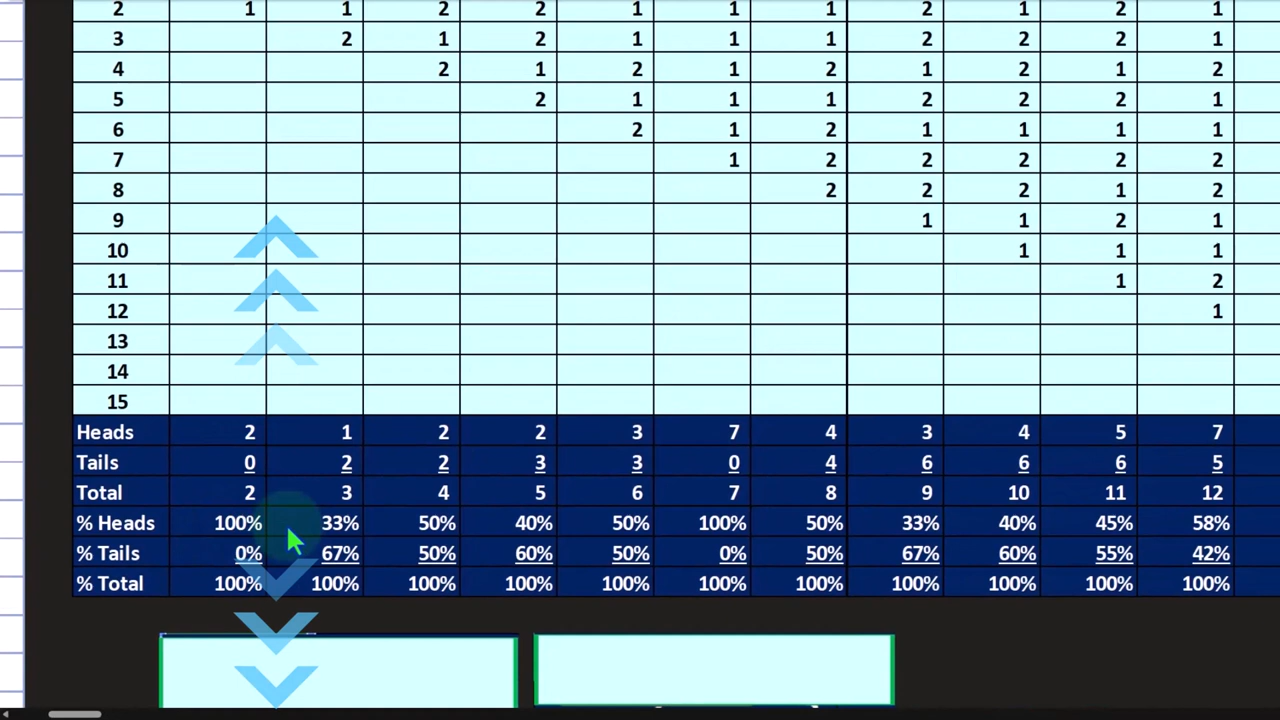 2 1 1 2 2 1 1 1 2 1 2 1
3 2 1 2 1 1 1 2 2 2 1
4 2 1 2 1 2 1 2 1 2
5 2 1 1 1 2 2 2 1
6 2 1 2 1 1 1 1
7 1 2 2 2 2 2
8 2 2 2 1 2
9 1 1 2 1
10 1 1 1
11 1 2
12 1
13
14
15
Heads 2 1 2 2 3 7 4 3 4 5 7
Tails 0 2 2 3 3 0 4 6 6 6 5
Total 2 3 4 5 6 7 8 9 10 11 12
% Heads 100% 33% 50% 40% 50% 100% 50% 33% 40% 45% 58%
% Tails 0% 67% 50% 60% 50% 0% 50% 67% 60% 55% 42%
% Total 100% 100% 100% 100% 100% 100% 100% 100% 100% 100% 100%